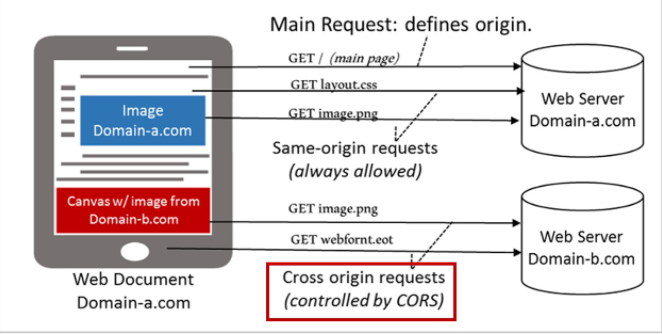 Main Request: defines origin.
GET / (main page)
GET layout.css
GET image.png
Image
Domain-a.com
Web Server
Domain-a.com
Same-origin requests
(always allowed)
Canvas w/ image from
Domain-b.com
GET image.png
GET webfornt.eot
Web Server
Domain-b.com
Cross origin requests
(controlled by CORS)
Web Document
Domain-a.com